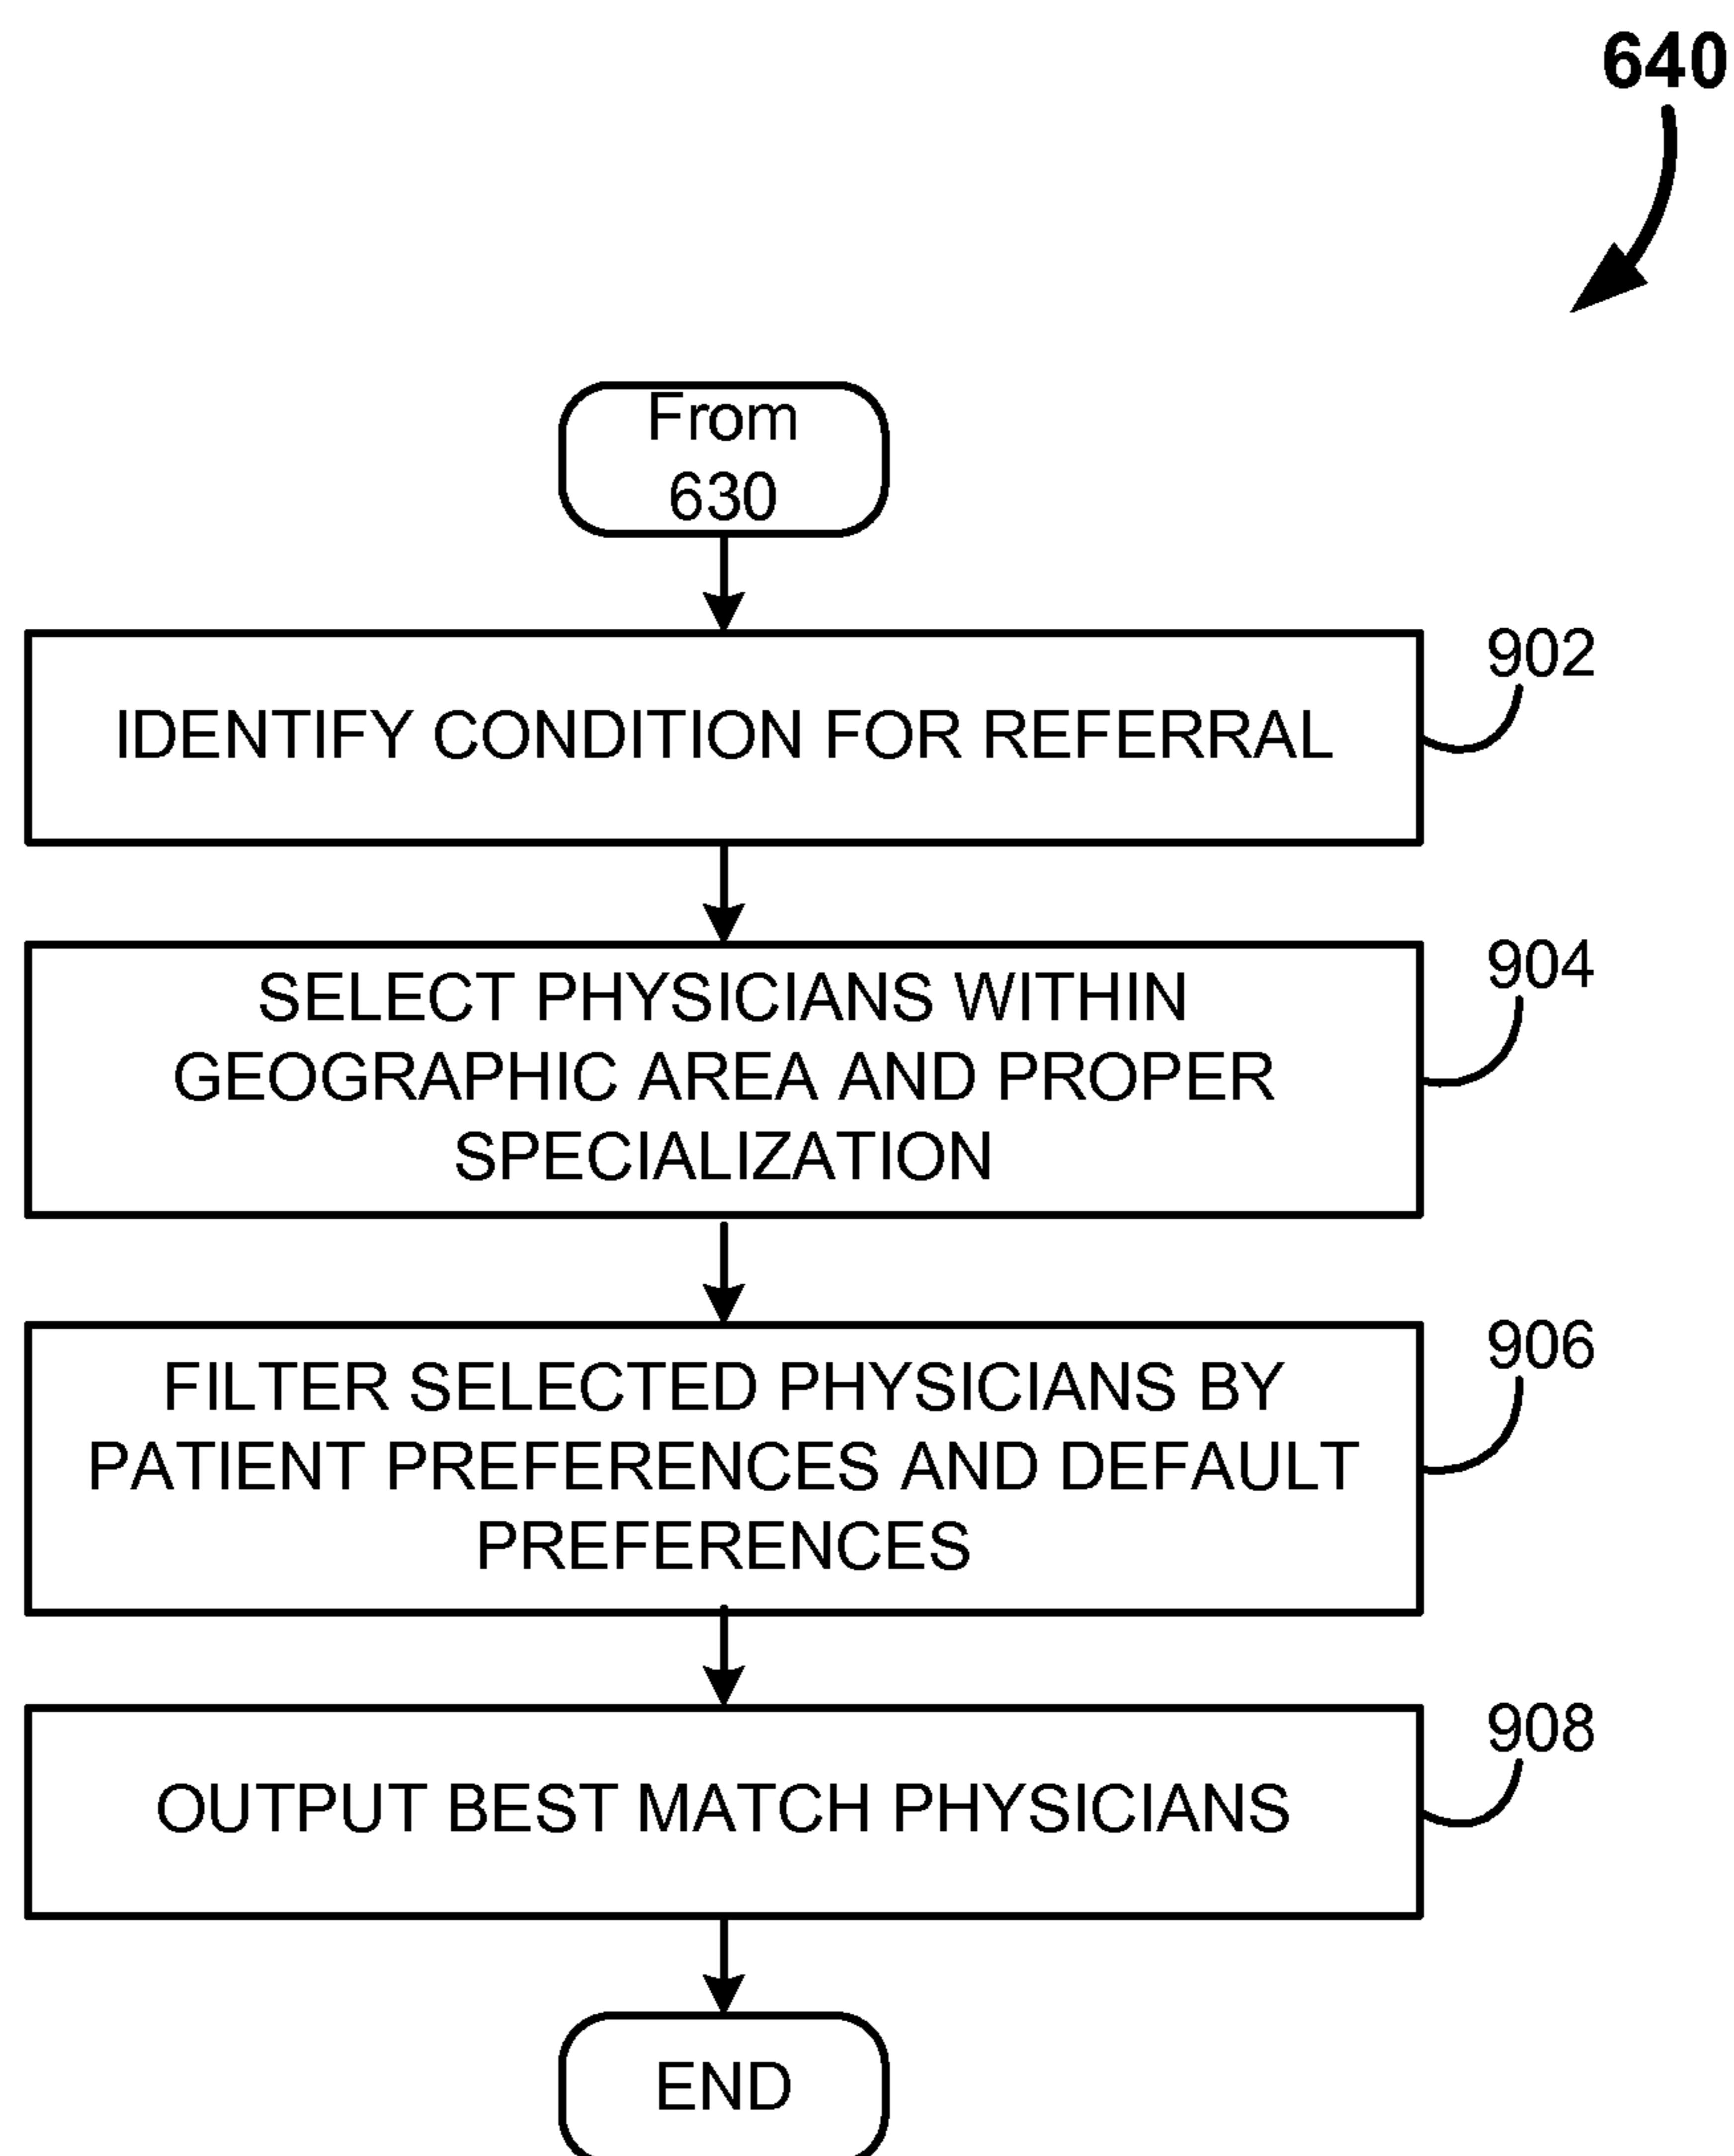 640
From
630
IDENTIFY CONDITION FOR REFERRAL
902
SELECT PHYSICIANS WITHIN
GEOGRAPHIC AREA AND PROPER
SPECIALIZATION
904
FILTER SELECTED PHYSICIANS BY
PATIENT PREFERENCES AND DEFAULT
PREFERENCES
906
OUTPUT BEST MATCH PHYSICIANS
908
END